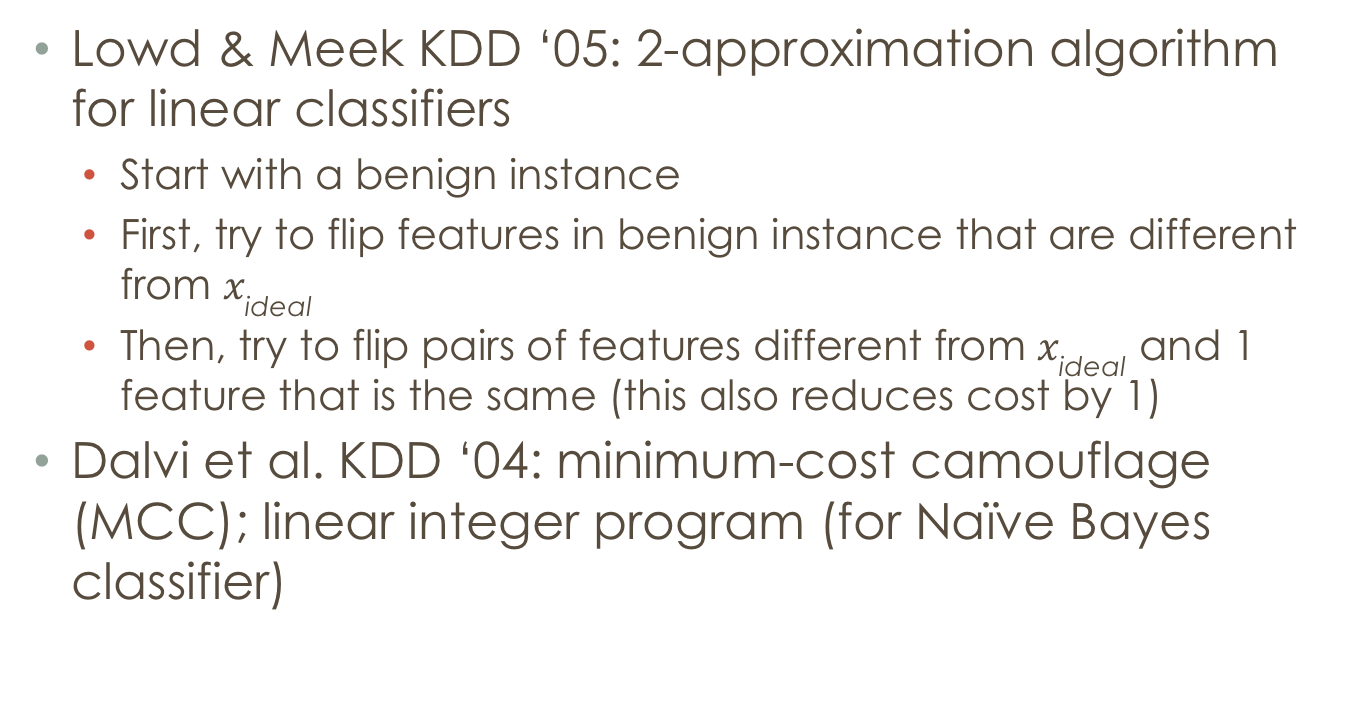 • Lowd & Meek KDD ‘05: 2-approximation algorithm
for linear classifiers
• Start with a benign instance
• First, try to flip features in benign instance that are different
from x_ideal
• Then, try to flip pairs of features different from x_ideal and 1
feature that is the same (this also reduces cost by 1)
• Dalvi et al. KDD ‘04: minimum-cost camouflage
(MCC); linear integer program (for Naïve Bayes
classifier)